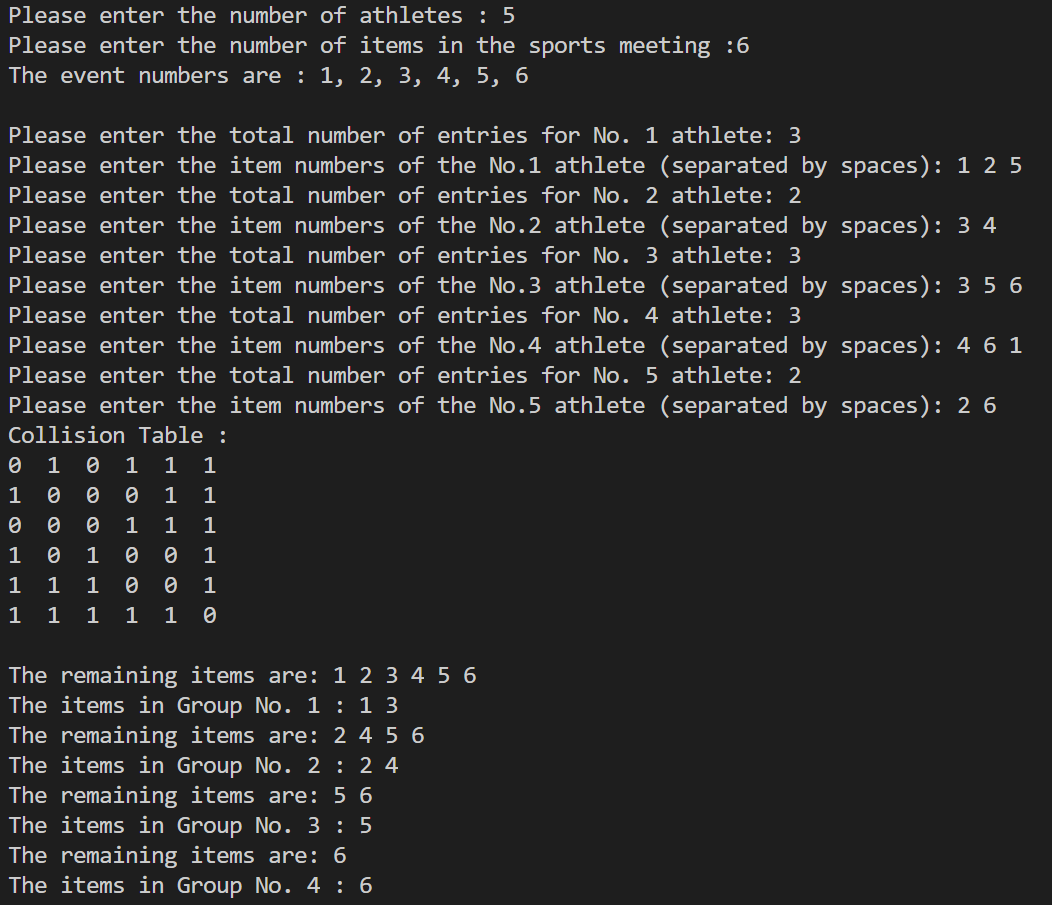 Please enter the number of athletes : 5
Please enter the number of items in the sports meeting :6
The event numbers are : 1, 2, 3, 4, 5, 6
Please enter the total number of entries for No. 1 athlete: 3
Please enter the item numbers of the No.1 athlete (separated by spaces): 1 2 5
Please enter the total number of entries for No. 2 athlete: 2
Please enter the item numbers of the No.2 athlete (separated by spaces): 3 4
Please enter the total number of entries for No. 3 athlete: 3
Please enter the item numbers of the No.3 athlete (separated by spaces): 3 5 6
Please enter the total number of entries for No. 4 athlete: 3
Please enter the item numbers of the No.4 athlete (separated by spaces): 4 6 1
Please enter the total number of entries for No. 5 athlete: 2
Please enter the item numbers of the No.5 athlete (separated by spaces): 2 6
Collision Table :
0  1  0  1  1  1
1  0  0  0  1  1
0  0  0  1  1  1
1  0  1  0  0  1
1  1  1  0  0  1
1  1  1  1  1  0
The remaining items are: 1 2 3 4 5 6
The items in Group No. 1 : 1 3
The remaining items are: 2 4 5 6
The items in Group No. 2 : 2 4
The remaining items are: 5 6
The items in Group No. 3 : 5
The remaining items are: 6
The items in Group No. 4 : 6